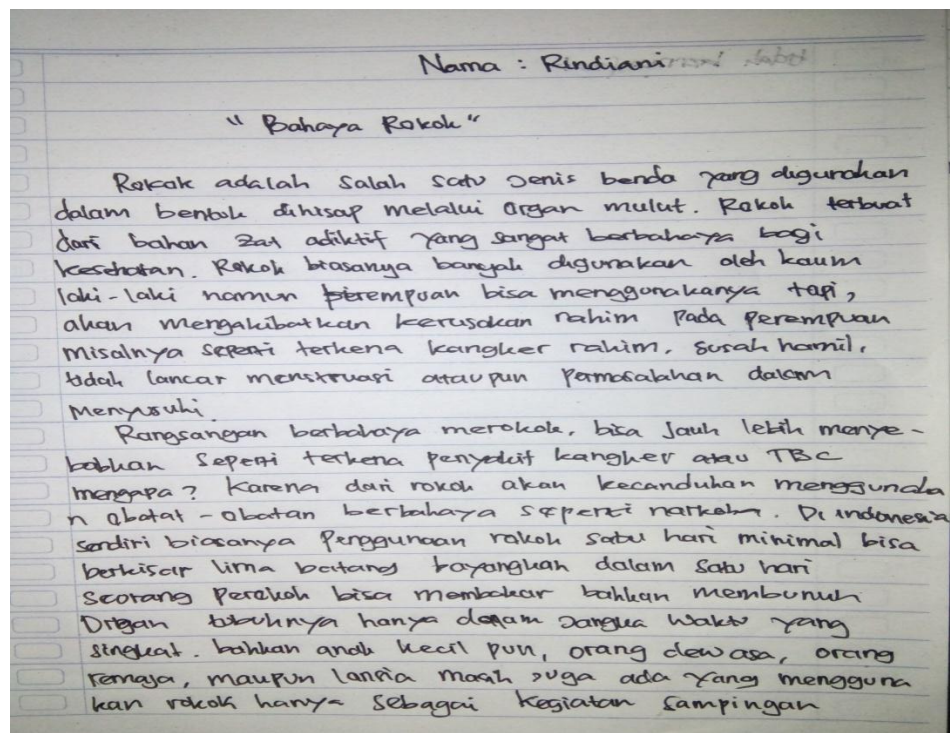 Nama : Rindiani
" Bahaya Rokok "
Rokok adalah salah satu jenis benda yang digunakan
dalam bentuk dihisap melalui organ mulut. Rokok terbuat
dari bahan zat adiktif yang sangat berbahaya bagi
kesehatan. Rokok biasanya banyak digunakan oleh kaum
laki-laki namun perempuan bisa menggunakanya tapi,
akan mengakibatkan kerusakan rahim pada perempuan
misalnya seperti terkena kangker rahim, susah hamil,
tidak lancar menstruasi ataupun permasalahan dalam
menyusuhi.
Rangsangan berbahaya merokok, bisa jauh lebih menye-
babkan seperti terkena penyakit kangker atau TBC
mengapa? Karena dari rokok akan kecanduhan menggunaka
n obatat-obatan berbahaya seperti narkoba. Di indonesia
sendiri biasanya penggunaan rokok satu hari minimal bisa
berkisar lima batang bayangkan dalam satu hari
seorang perokok bisa membakar bahkan membunuh
organ tubuhnya hanya dalam jangka waktu yang
singkat. bahkan anak kecil pun, orang dewasa, orang
remaja, maupun lansia masih juga ada yang mengguna
kan rokok hanya sebagai kegiatan sampingan